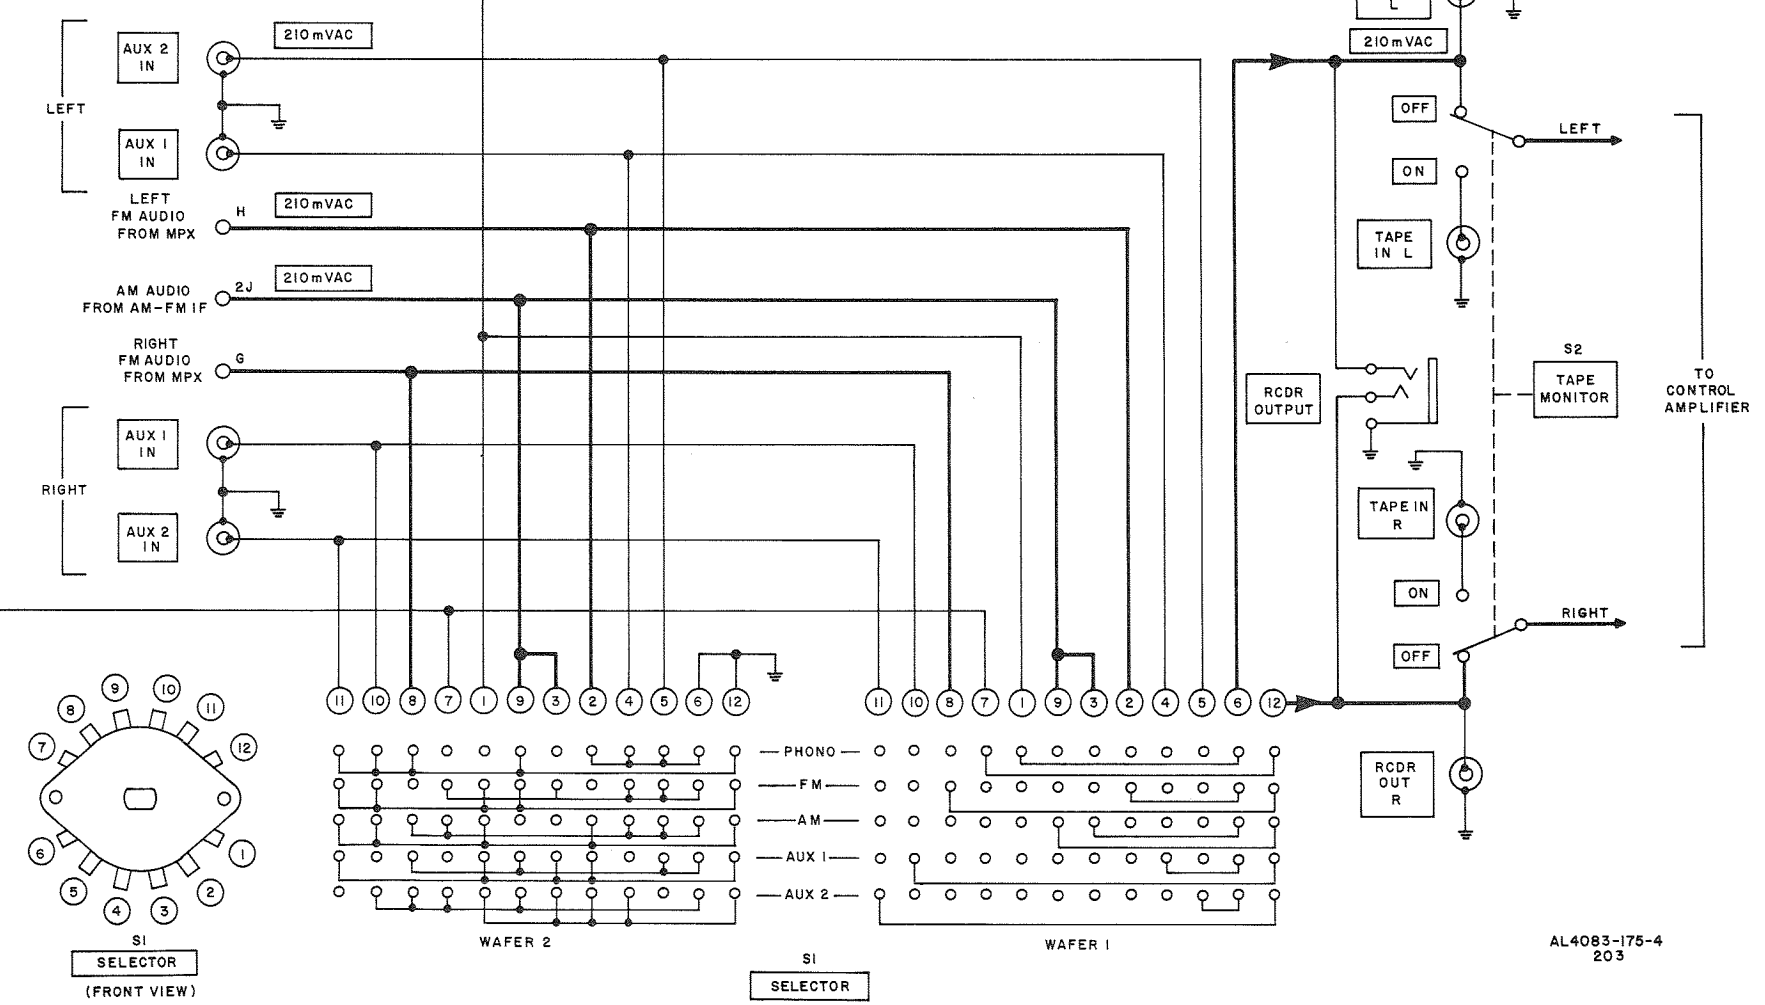 L
210mVAC
210mVAC
AUX 2
IN
LEFT
AUX 1
IN
OFF
LEFT
ON
LEFT
FM AUDIO
FROM MPX
H
210mVAC
TAPE
IN L
AM AUDIO
FROM AM-FM IF
2J
210mVAC
RIGHT
FM AUDIO
FROM MPX
G
S2
TAPE
MONITOR
TO
CONTROL
AMPLIFIER
RCDR
OUTPUT
AUX 1
IN
RIGHT
AUX 2
IN
TAPE IN
R
ON
RIGHT
OFF
11 10 8 7 1 9 3 2 4 5 6 12
11 10 8 7 1 9 3 2 4 5 6 12
9 10
8 11
7 12
6 1
5 2
4 3
S1
SELECTOR
(FRONT VIEW)
PHONO
FM
AM
AUX 1
AUX 2
WAFER 2
WAFER 1
S1
SELECTOR
RCDR
OUT
R
AL4083-175-4
203